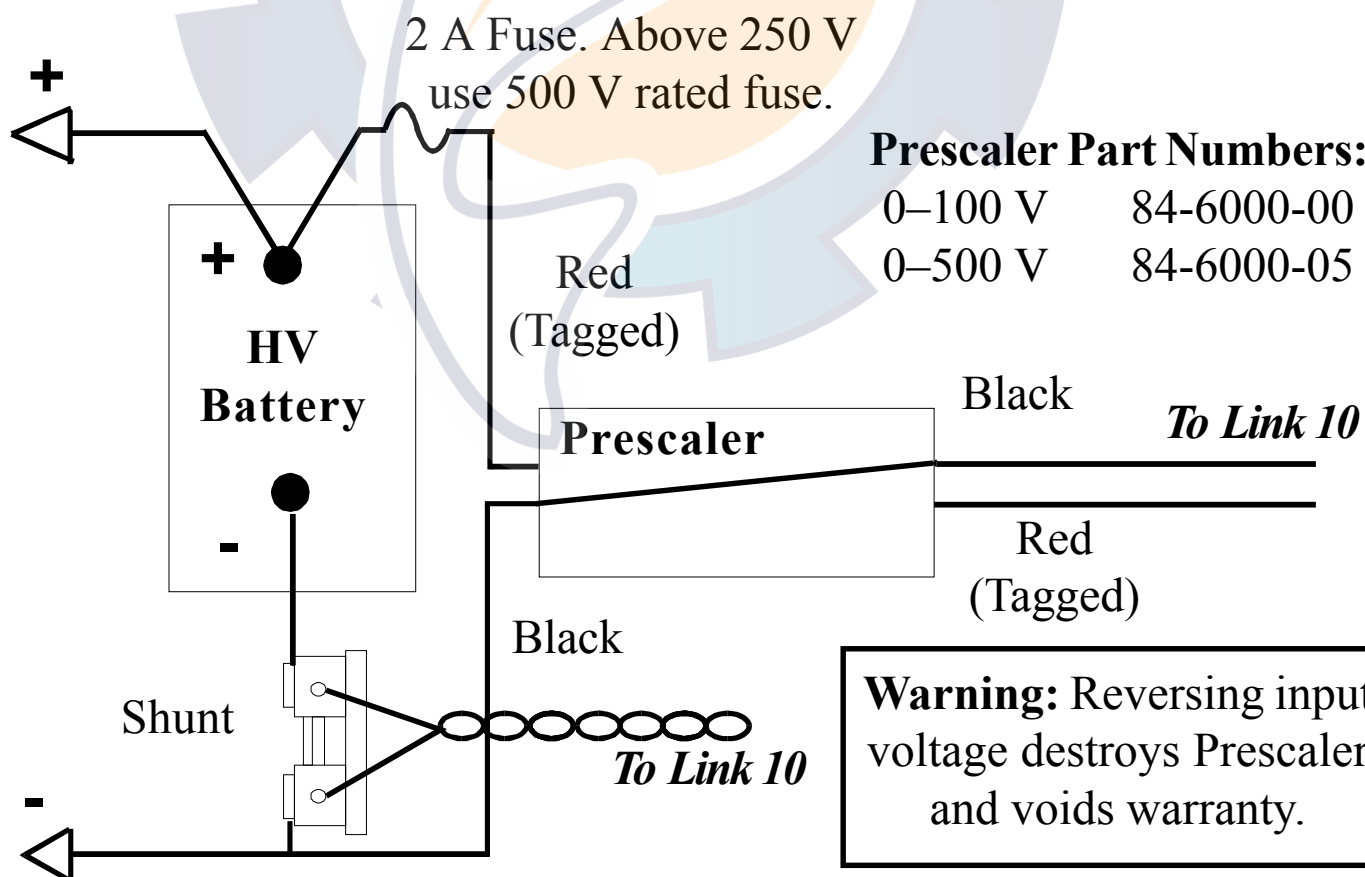 2 A Fuse. Above 250 V
use 500 V rated fuse.
+
Prescaler Part Numbers:
0–100 V 84-6000-00
0–500 V 84-6000-05
+
Red
(Tagged)
HV
Battery
-
Prescaler
Black
To Link 10
Red
(Tagged)
Black
Shunt
To Link 10
-
Warning: Reversing input
voltage destroys Prescaler
and voids warranty.